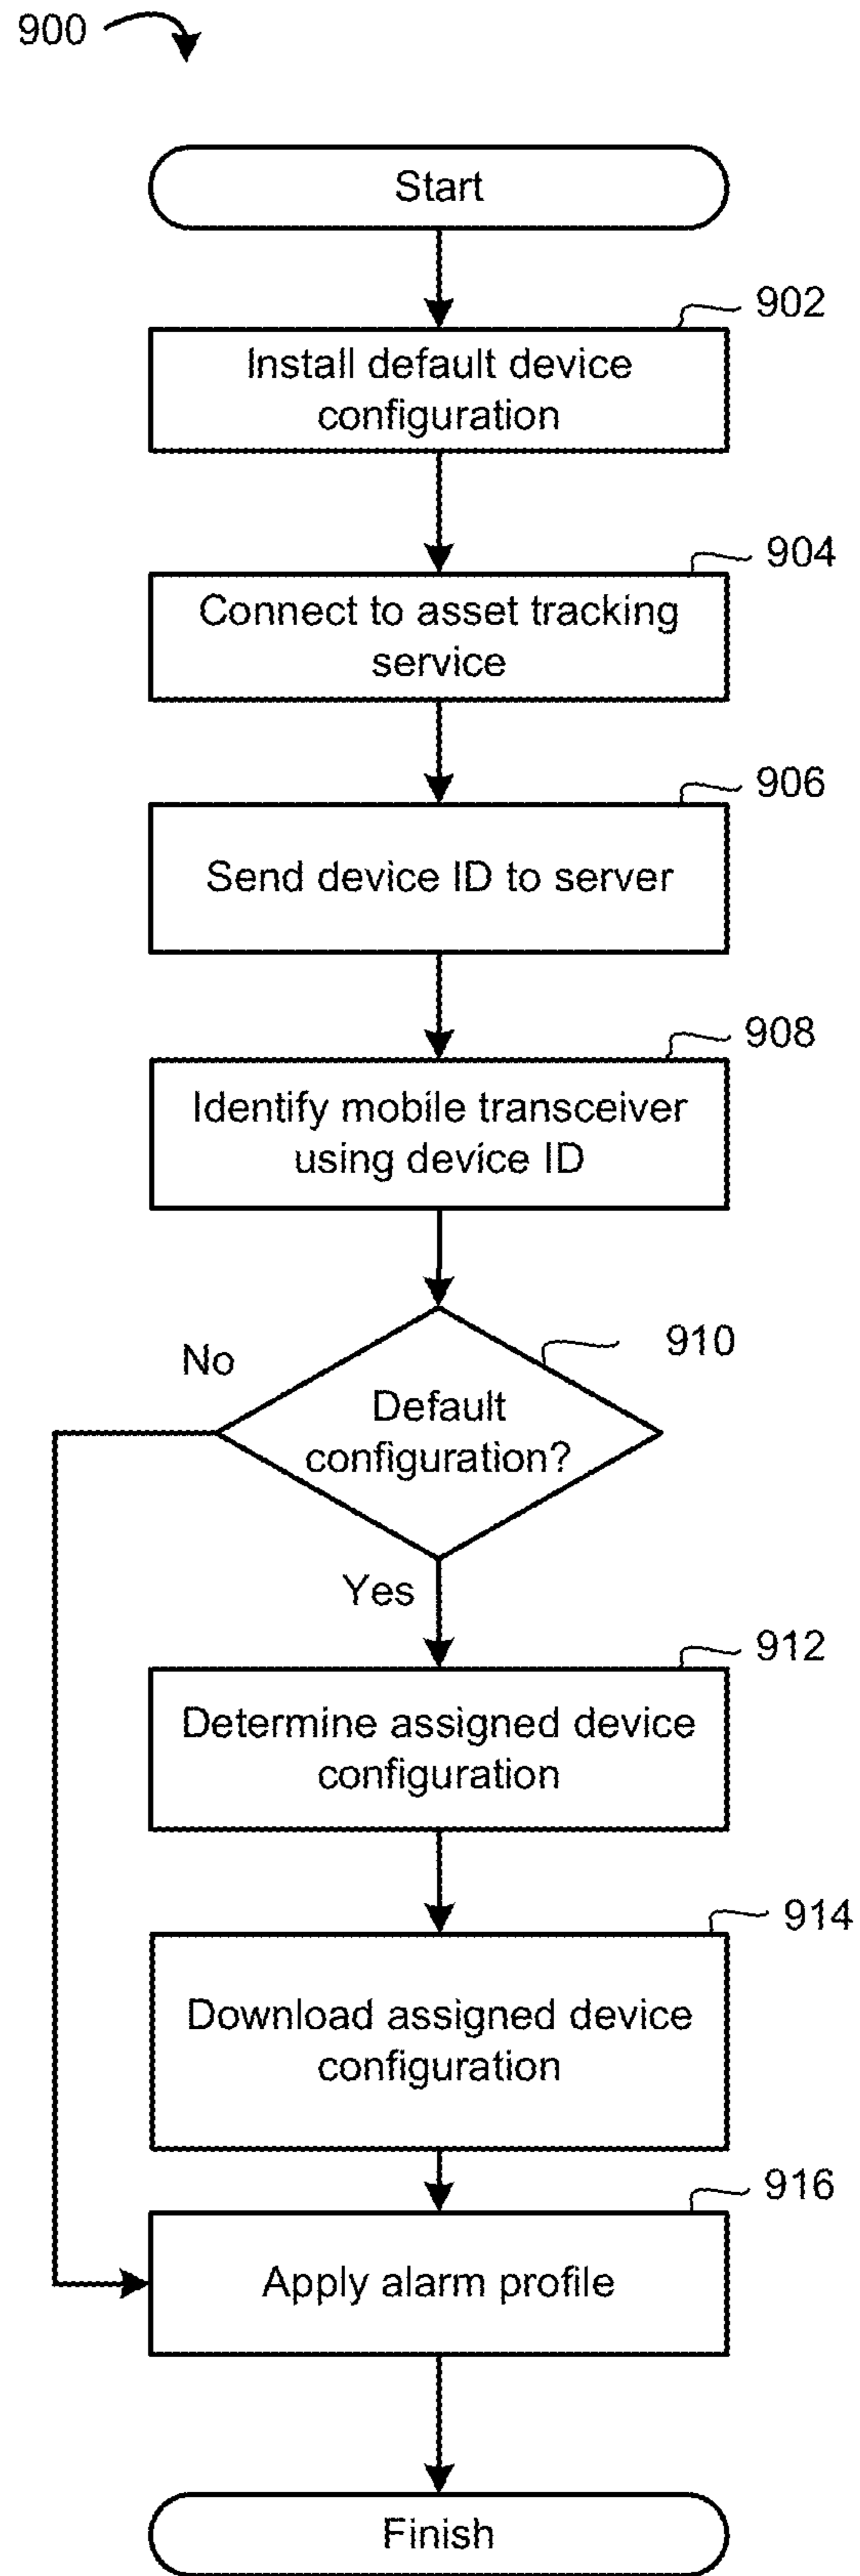 900
Start
902
Install default device
configuration
904
Connect to asset tracking
service
906
Send device ID to server
908
Identify mobile transceiver
using device ID
No
910
Default
configuration?
Yes
912
Determine assigned device
configuration
914
Download assigned device
configuration
916
Apply alarm profile
Finish